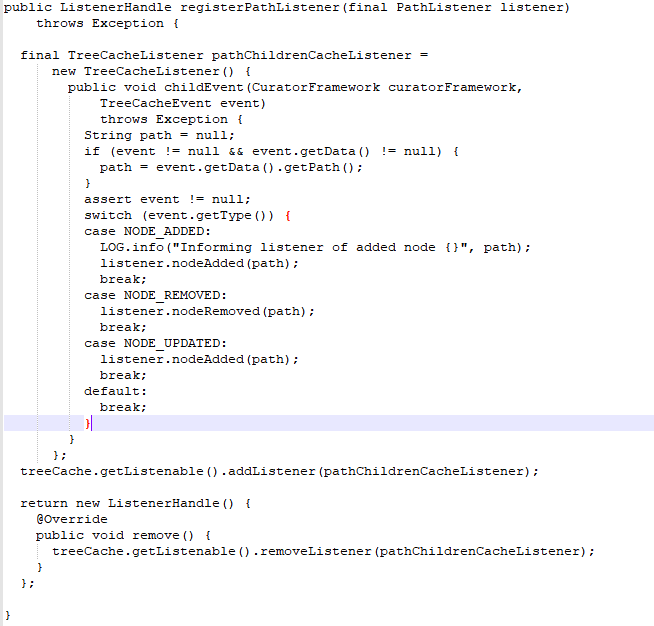 public ListenerHandle registerPathListener(final PathListener listener)
    throws Exception {

  final TreeCacheListener pathChildrenCacheListener =
      new TreeCacheListener() {
        public void childEvent(CuratorFramework curatorFramework,
            TreeCacheEvent event)
            throws Exception {
          String path = null;
          if (event != null && event.getData() != null) {
            path = event.getData().getPath();
          }
          assert event != null;
          switch (event.getType()) {
          case NODE_ADDED:
            LOG.info("Informing listener of added node {}", path);
            listener.nodeAdded(path);
            break;
          case NODE_REMOVED:
            listener.nodeRemoved(path);
            break;
          case NODE_UPDATED:
            listener.nodeAdded(path);
            break;
          default:
            break;
          }
        }
      };
  treeCache.getListenable().addListener(pathChildrenCacheListener);

  return new ListenerHandle() {
    @Override
    public void remove() {
      treeCache.getListenable().removeListener(pathChildrenCacheListener);
    }
  };

}